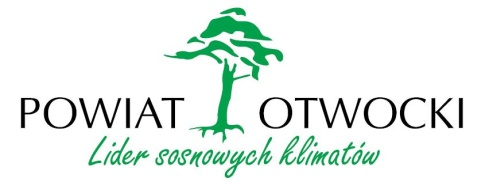 POWIAT OTWOCKI
Lider sosnowych klimatów